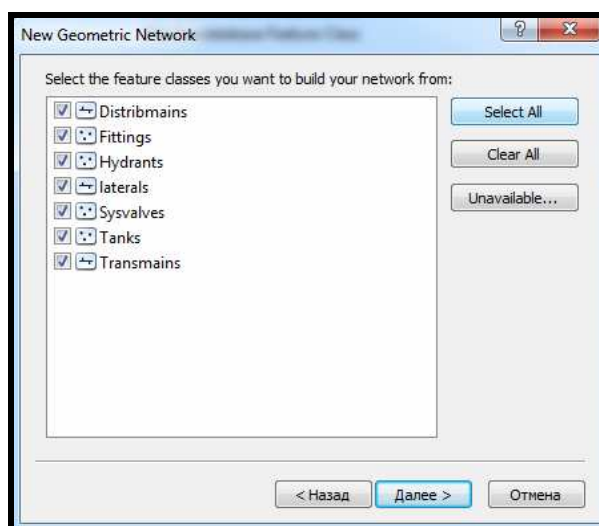 New Geometric Network
Select the feature classes you want to build your network from:
Distribmains
Fittings
Hydrants
laterals
Sysvalves
Tanks
Transmains
Select All
Clear All
Unavailable...
< Назад
Далее >
Отмена